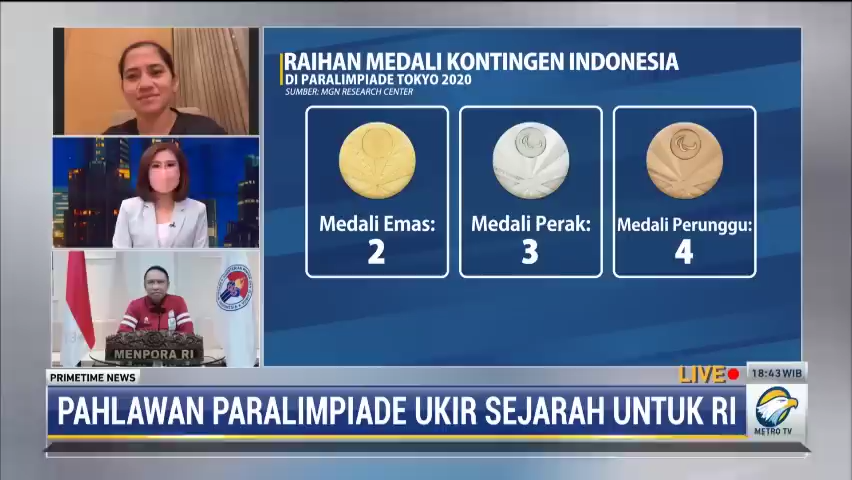 RAIHAN MEDALI KONTINGEN INDONESIA
DI PARALIMPIADE TOKYO 2020
SUMBER: MGN RESEARCH CENTER
Medali Emas:
2
Medali Perak:
3
Medali Perunggu:
4
MENPORA RI
LIVE
18:43 WIB
PRIMETIME NEWS
PAHLAWAN PARALIMPIADE UKIR SEJARAH UNTUK RI
METRO TV